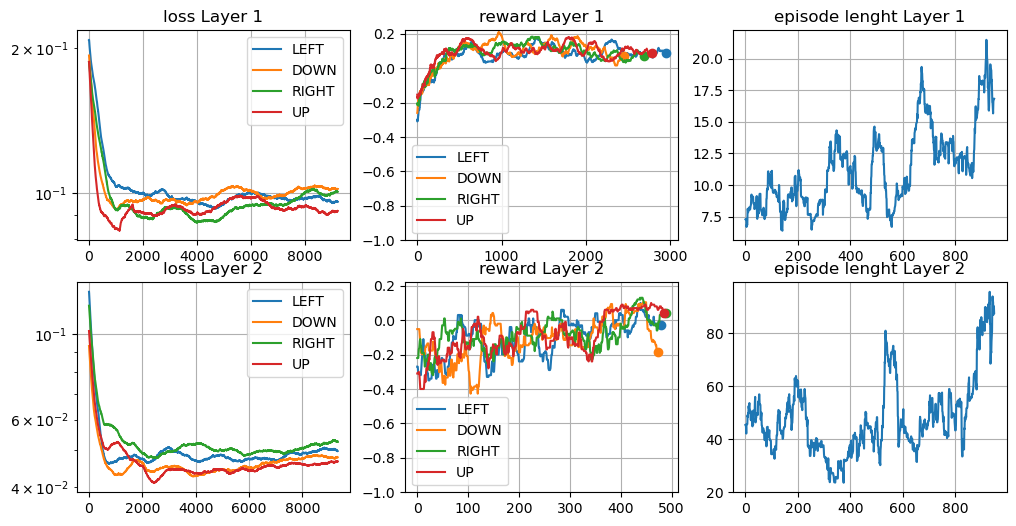 loss Layer 1
2 × 10⁻¹
10⁻¹
0 2000 4000 6000 8000
LEFT
DOWN
RIGHT
UP
reward Layer 1
0.2
0.0
−0.2
−0.4
−0.6
−0.8
−1.0
0 1000 2000 3000
LEFT
DOWN
RIGHT
UP
episode lenght Layer 1
20.0
17.5
15.0
12.5
10.0
7.5
0 200 400 600 800
loss Layer 2
10⁻¹
6 × 10⁻²
4 × 10⁻²
0 2000 4000 6000 8000
LEFT
DOWN
RIGHT
UP
reward Layer 2
0.2
0.0
−0.2
−0.4
−0.6
−0.8
−1.0
0 100 200 300 400 500
LEFT
DOWN
RIGHT
UP
episode lenght Layer 2
80
60
40
20
0 200 400 600 800